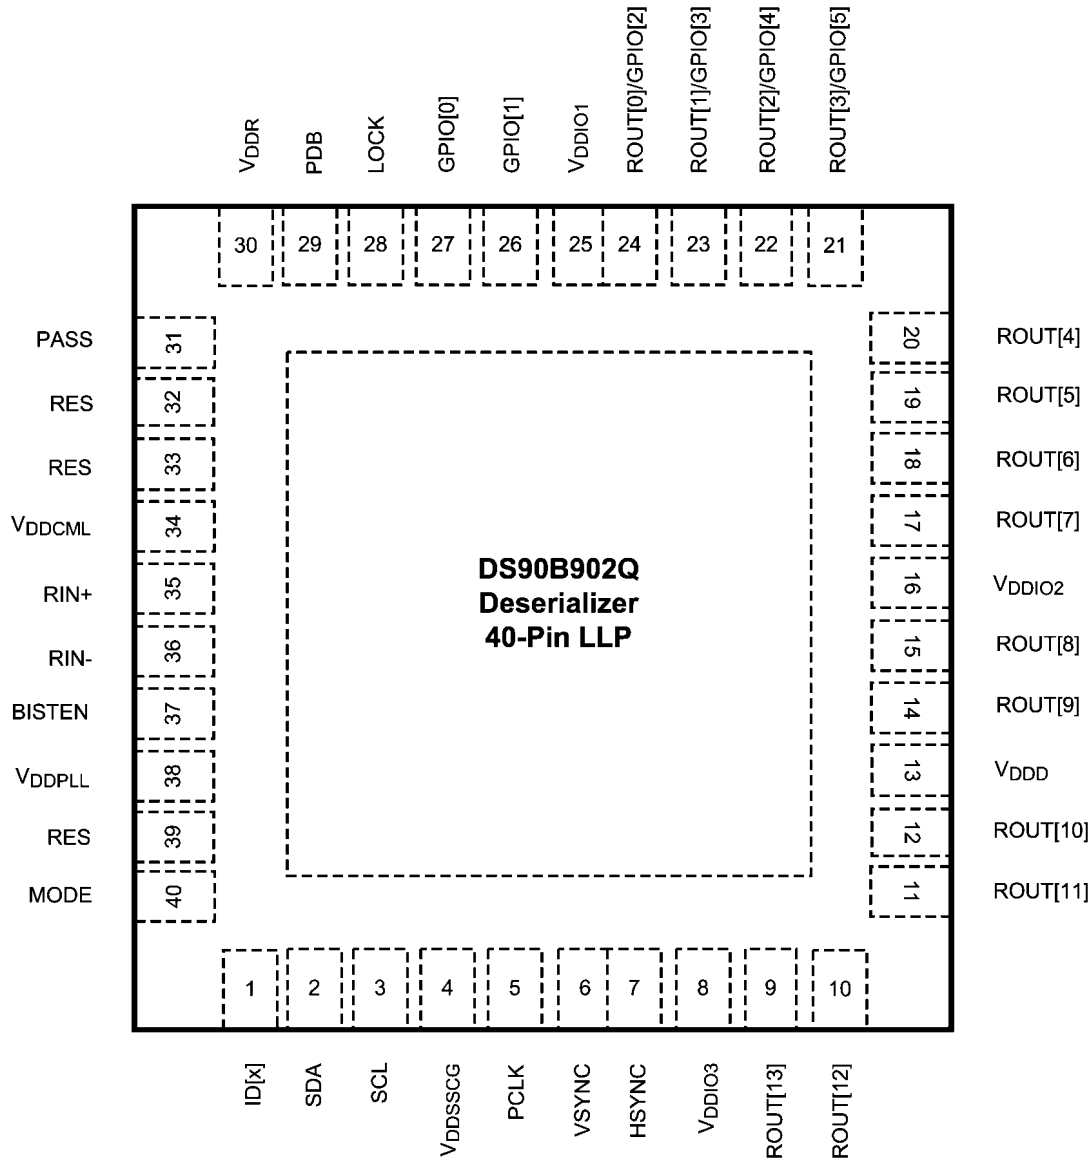 VDDR
PDB
LOCK
GPIO[0]
GPIO[1]
VDDIO1
ROUT[0]/GPIO[2]
ROUT[1]/GPIO[3]
ROUT[2]/GPIO[4]
ROUT[3]/GPIO[5]
30 29 28 27 26 25 24 23 22 21
PASS 31
RES 32
RES 33
VDDCML 34
RIN+ 35
RIN- 36
BISTEN 37
VDDPLL 38
RES 39
MODE 40
DS90B902Q
Deserializer
40-Pin LLP
20 ROUT[4]
19 ROUT[5]
18 ROUT[6]
17 ROUT[7]
16 VDDIO2
15 ROUT[8]
14 ROUT[9]
13 VDDD
12 ROUT[10]
11 ROUT[11]
1 2 3 4 5 6 7 8 9 10
ID[x]
SDA
SCL
VDDSSCG
PCLK
VSYNC
HSYNC
VDDIO3
ROUT[13]
ROUT[12]